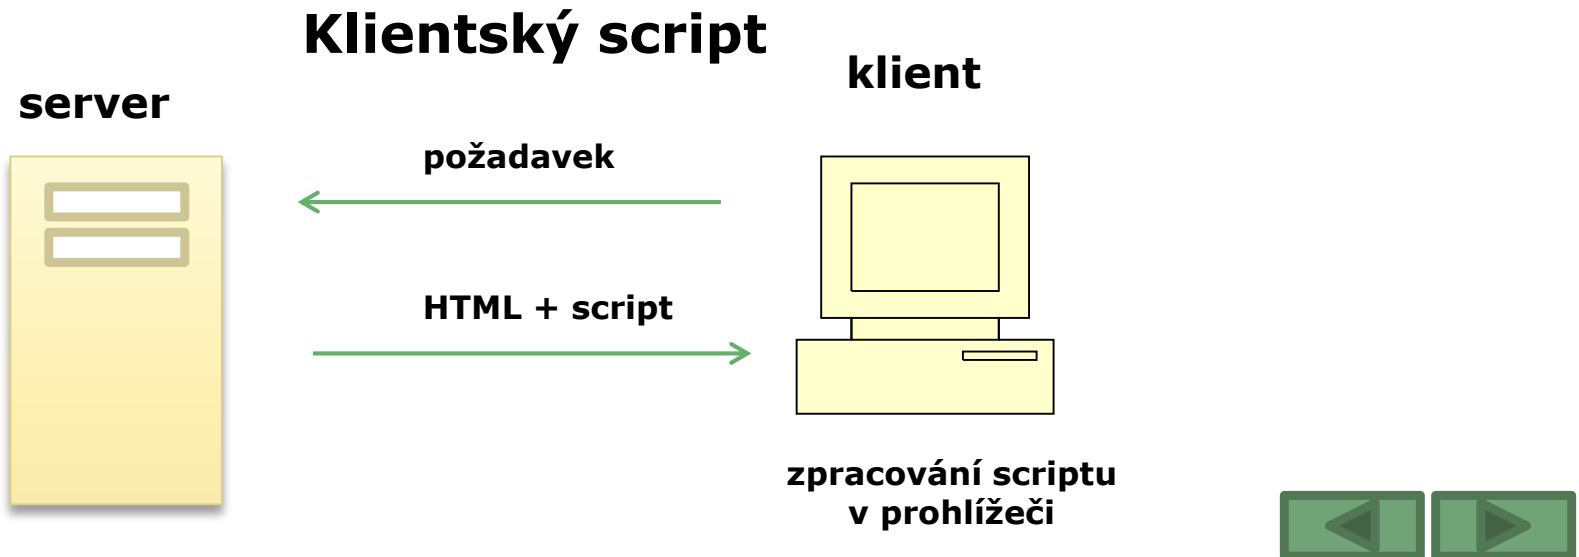 Klientský script
klient
server
požadavek
HTML + script
zpracování scriptu
v prohlížeči